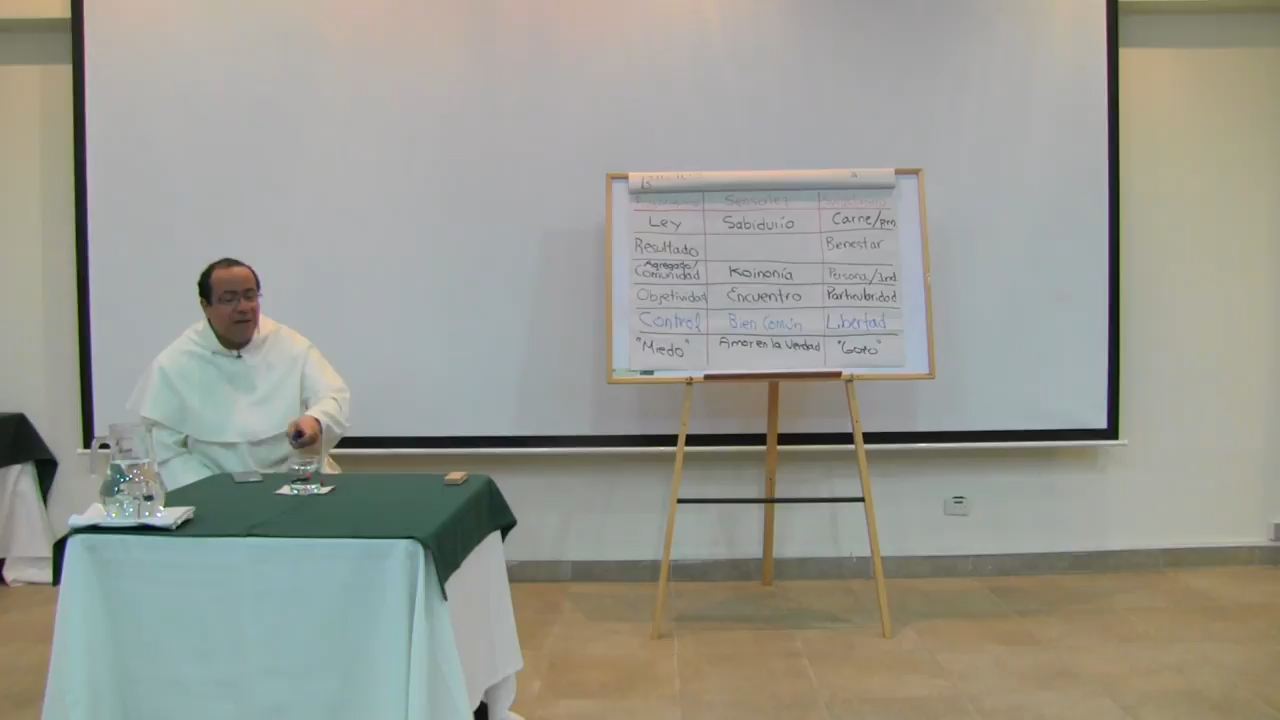 Sensatez
Ley Sabiduría Carne/
Resultado Bienestar
Agregado/
Comunidad Koinonía Persona/Ind
Objetividad Encuentro Particularidad
Control Bien Común Libertad
"Miedo" Amor en la Verdad "Gozo"